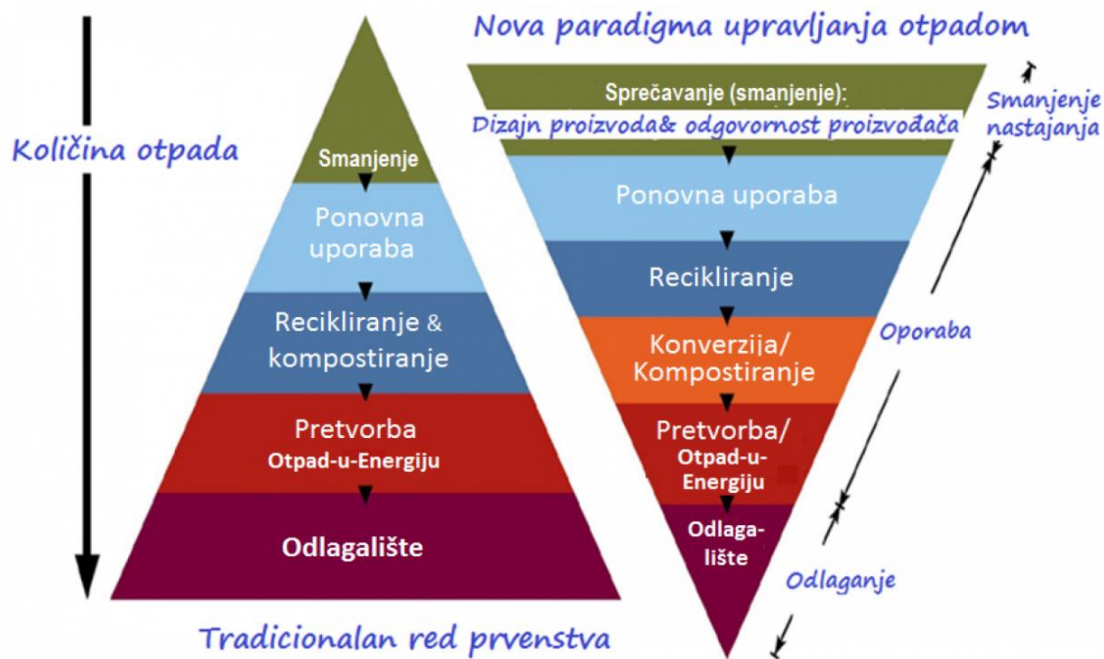 Nova paradigma upravljanja otpadom
Količina otpada
Smanjenje
Ponovna
uporaba
Recikliranje &
kompostiranje
Pretvorba
Otpad-u-Energiju
Odlagalište
Tradicionalan red prvenstva
Sprečavanje (smanjenje):
Dizajn proizvoda& odgovornost proizvođača
Ponovna uporaba
Recikliranje
Konverzija/
Kompostiranje
Pretvorba/
Otpad-u-
Energiju
Odlaga-
lište
Smanjenje
nastajanja
Oporaba
Odlaganje